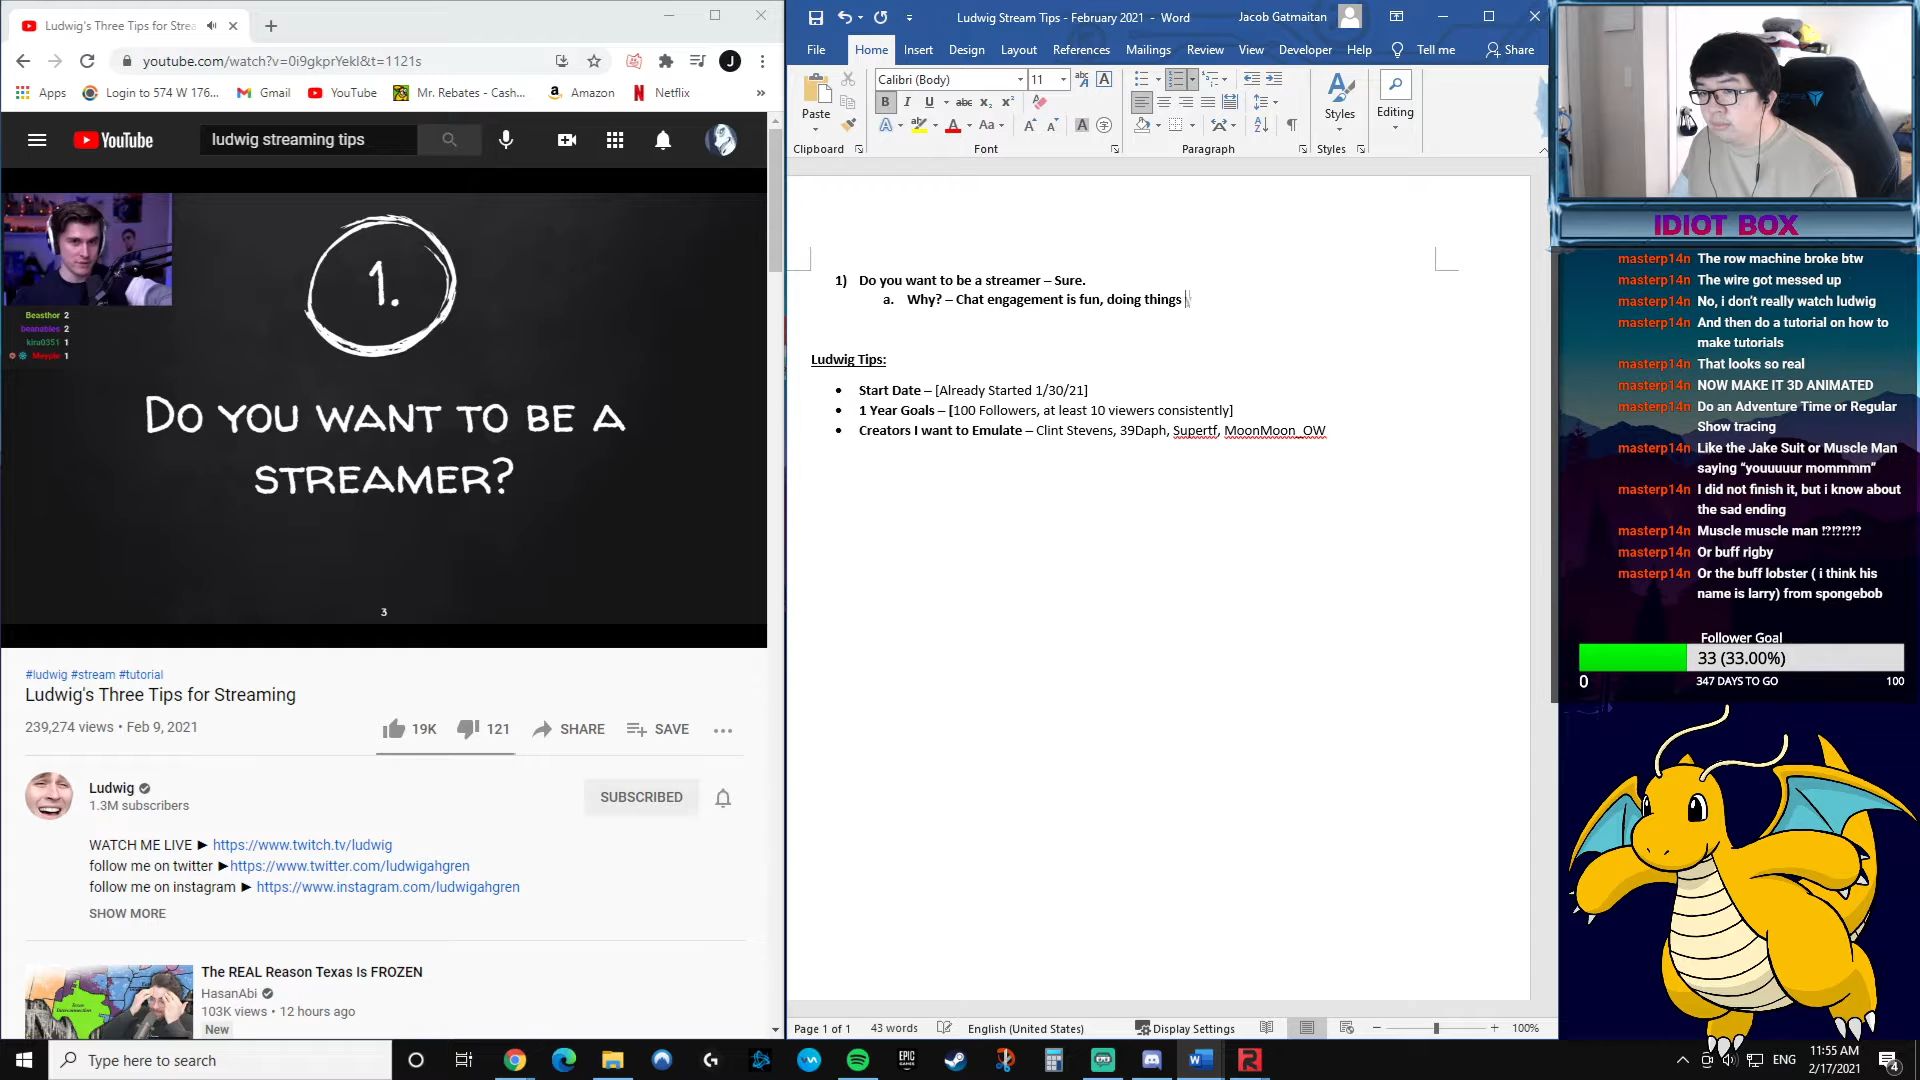 Ludwig's Three Tips for Strea
youtube.com/watch?v=0i9gkprYekI&t=1121s
J
Apps
Login to 574 W 176...
Gmail
YouTube
Mr. Rebates - Cash...
Amazon
Netflix
»
YouTube
ludwig streaming tips
Beasthor 2
beanables 2
kira0351 1
Meyple 1
1.
DO YOU WANT TO BE A
STREAMER?
3
#ludwig #stream #tutorial
Ludwig's Three Tips for Streaming
239,274 views • Feb 9, 2021
19K
121
SHARE
SAVE
Ludwig
1.3M subscribers
SUBSCRIBED
WATCH ME LIVE ► https://www.twitch.tv/ludwig
follow me on twitter ►https://www.twitter.com/ludwigahgren
follow me on instagram ► https://www.instagram.com/ludwigahgren
SHOW MORE
The REAL Reason Texas Is FROZEN
HasanAbi
103K views • 12 hours ago
New
Ludwig Stream Tips - February 2021 - Word
Jacob Gatmaitan
File
Home
Insert
Design
Layout
References
Mailings
Review
View
Developer
Help
Tell me
Share
Paste
Calibri (Body)
11
Styles
Editing
Clipboard
Font
Paragraph
Styles
1) Do you want to be a streamer – Sure.
a. Why? – Chat engagement is fun, doing things
Ludwig Tips:
• Start Date – [Already Started 1/30/21]
• 1 Year Goals – [100 Followers, at least 10 viewers consistently]
• Creators I want to Emulate – Clint Stevens, 39Daph, Supertf, MoonMoon_OW
Page 1 of 1
43 words
English (United States)
Display Settings
100%
IDIOT BOX
masterp14n The row machine broke btw
masterp14n The wire got messed up
masterp14n No, i don't really watch ludwig
masterp14n And then do a tutorial on how to
make tutorials
masterp14n That looks so real
masterp14n NOW MAKE IT 3D ANIMATED
masterp14n Do an Adventure Time or Regular
Show tracing
masterp14n Like the Jake Suit or Muscle Man
saying “youuuuur mommmm”
masterp14n I did not finish it, but i know about
the sad ending
masterp14n Muscle muscle man !?!?!?!?
masterp14n Or buff rigby
masterp14n Or the buff lobster ( i think his
name is larry) from spongebob
Follower Goal
33 (33.00%)
0
347 DAYS TO GO
100
Type here to search
EPIC
ENG
11:55 AM
2/17/2021
4